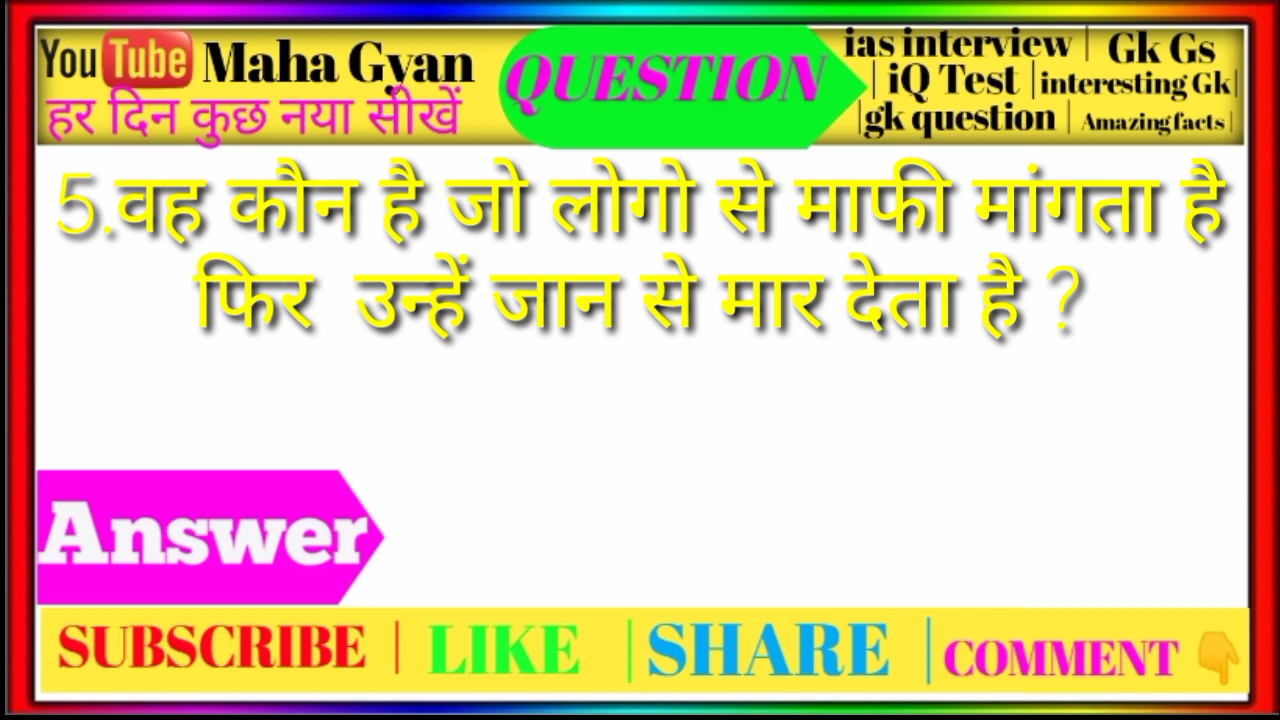 YouTube Maha Gyan
हर दिन कुछ नया सीखें
QUESTION
ias interview | Gk Gs
| iQ Test | interesting Gk|
|gk question | Amazing facts |
5.वह कौन है जो लोगो से माफी मांगता है
फिर उन्हें जान से मार देता है ?
Answer
SUBSCRIBE | LIKE | SHARE | COMMENT 👇